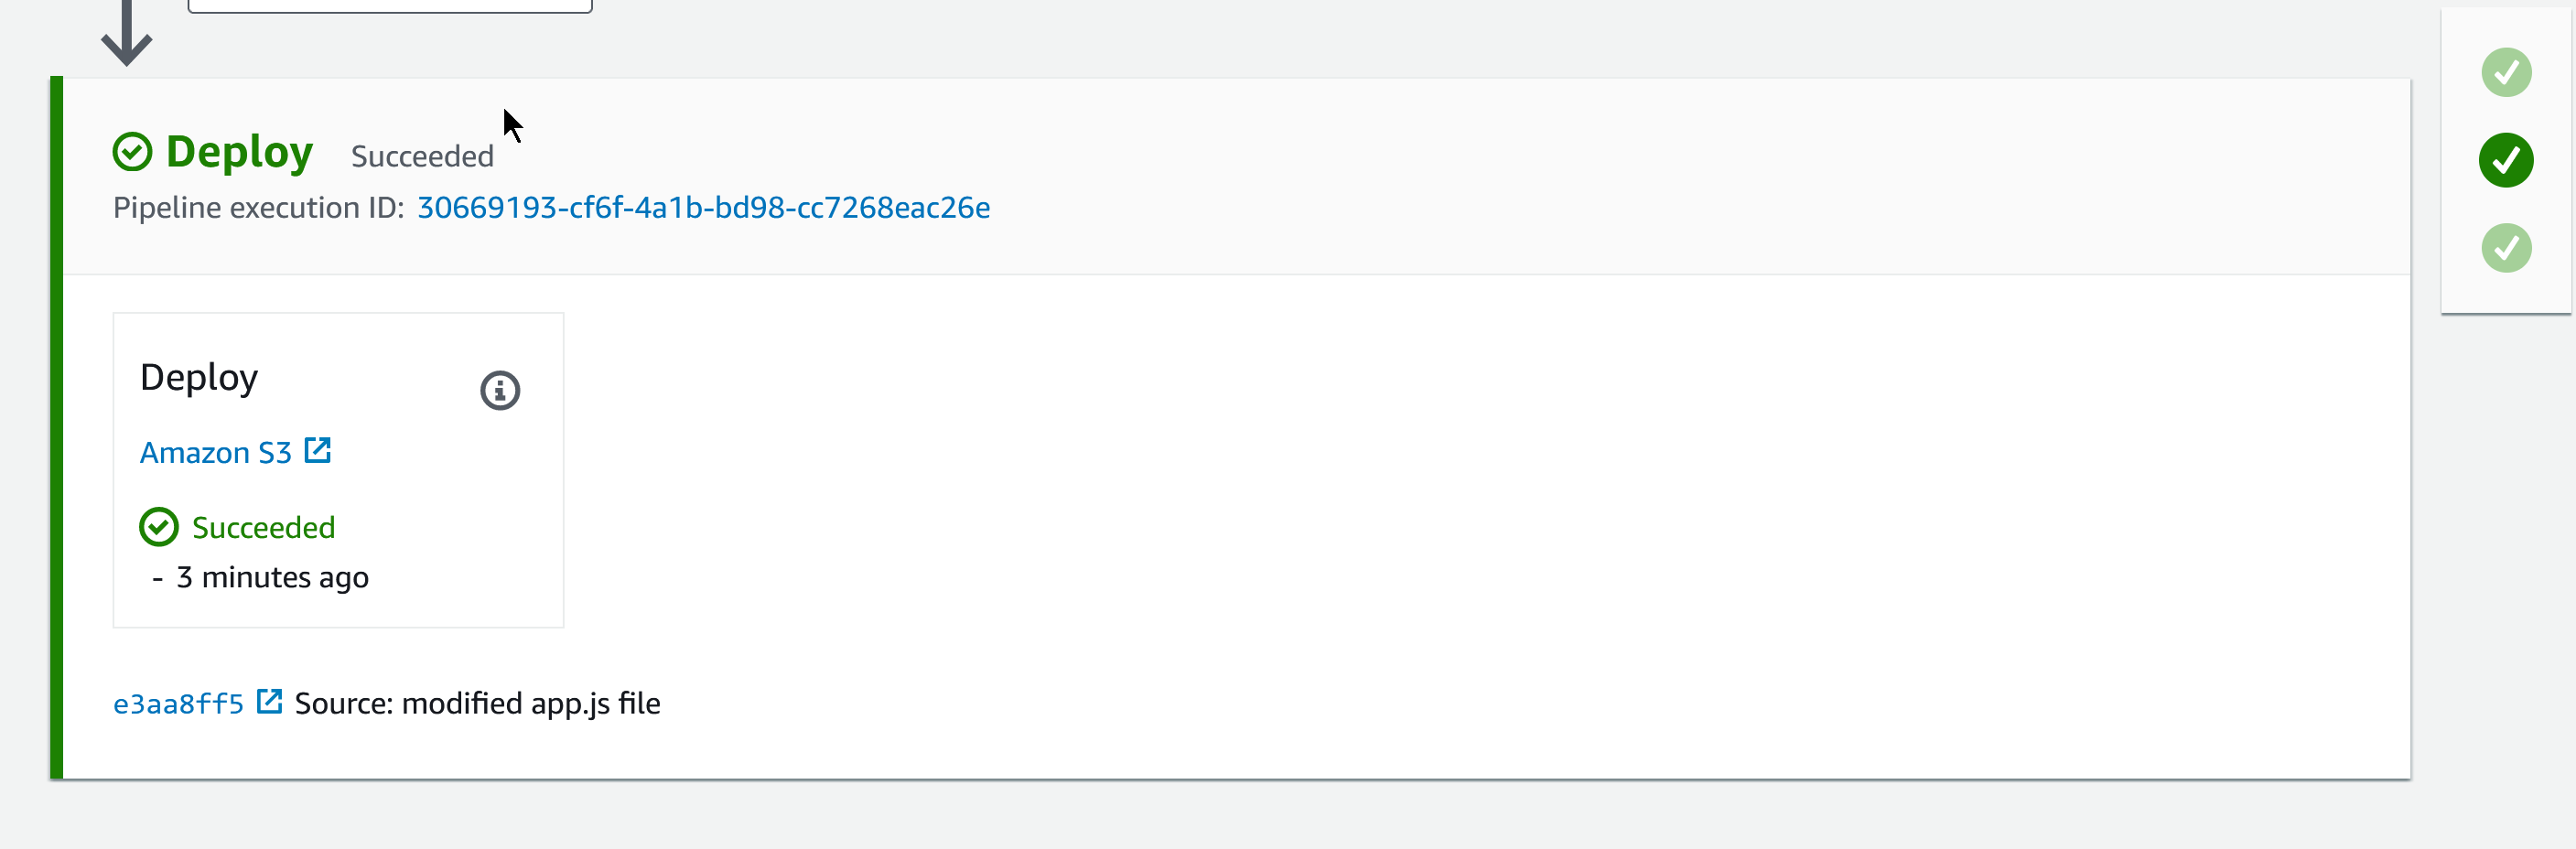 Deploy Succeeded
Pipeline execution ID: 30669193-cf6f-4a1b-bd98-cc7268eac26e
Deploy
Amazon S3
Succeeded
- 3 minutes ago
e3aa8ff5 Source: modified app.js file